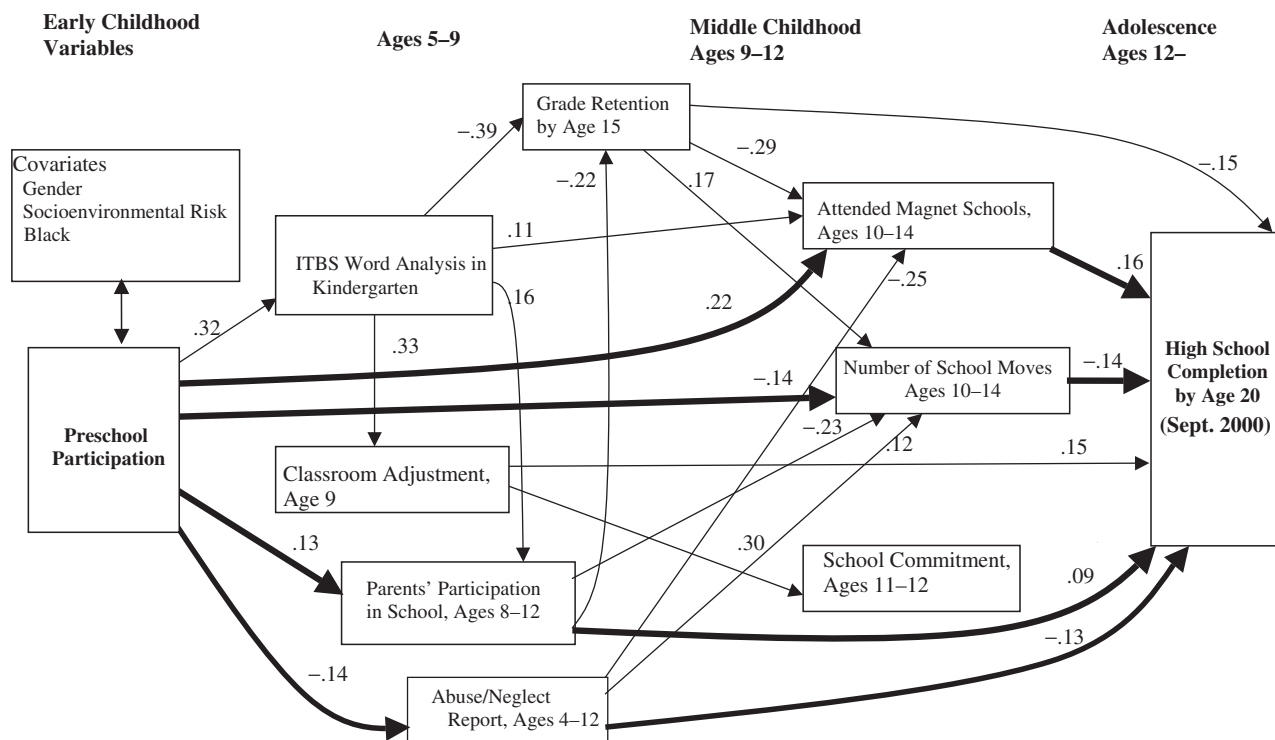 Early Childhood
Variables
Ages 5–9
Middle Childhood
Ages 9–12
Adolescence
Ages 12–
Grade Retention
by Age 15
–.39
–.29
–.15
–.22
.17
Covariates
Gender
Socioenvironmental Risk
Black
Attended Magnet Schools,
Ages 10–14
.11
ITBS Word Analysis in
Kindergarten
.16
–.25
.16
.22
.32
.33
High School
Completion
by Age 20
(Sept. 2000)
Number of School Moves
Ages 10–14
–.14
–.14
Preschool
Participation
–.23
.12
Classroom Adjustment,
Age 9
.15
.13
.30
School Commitment,
Ages 11–12
Parents’ Participation
in School, Ages 8–12
.09
–.13
–.14
Abuse/Neglect
Report, Ages 4–12